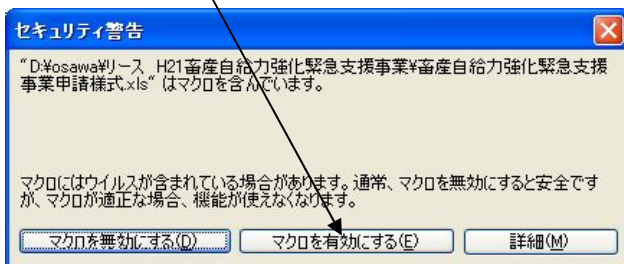 セキュリティ警告
“D:¥osawa¥リース H21畜産自給力強化緊急支援事業¥畜産自給力強化緊急支援
事業申請様式.xls” はマクロを含んでいます。
マクロにはウイルスが含まれている場合があります。通常、マクロを無効にすると安全です
が、マクロが適正な場合、機能が使えなくなります。
マクロを無効にする(D) マクロを有効にする(E) 詳細(M)